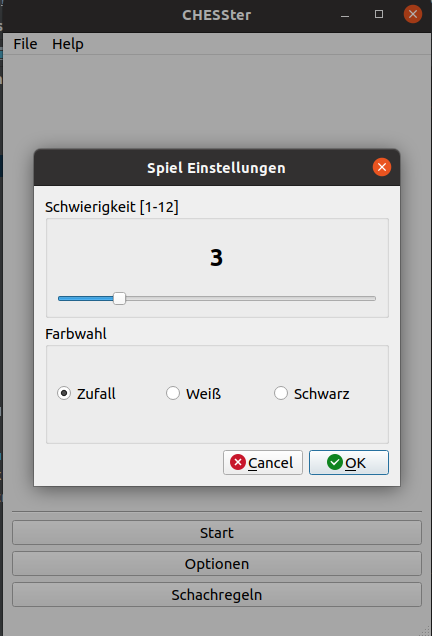 CHESSter
File Help
Spiel Einstellungen
Schwierigkeit [1-12]
3
Farbwahl
Zufall Weiß Schwarz
Cancel OK
Start
Optionen
Schachregeln